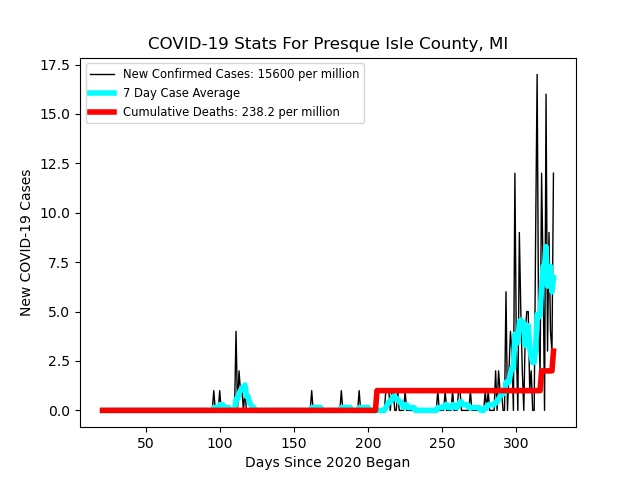 COVID-19 Stats For Presque Isle County, MI
New Confirmed Cases: 15600 per million
7 Day Case Average
Cumulative Deaths: 238.2 per million
17.5
15.0
12.5
10.0
7.5
5.0
2.5
0.0
New COVID-19 Cases
50 100 150 200 250 300
Days Since 2020 Began